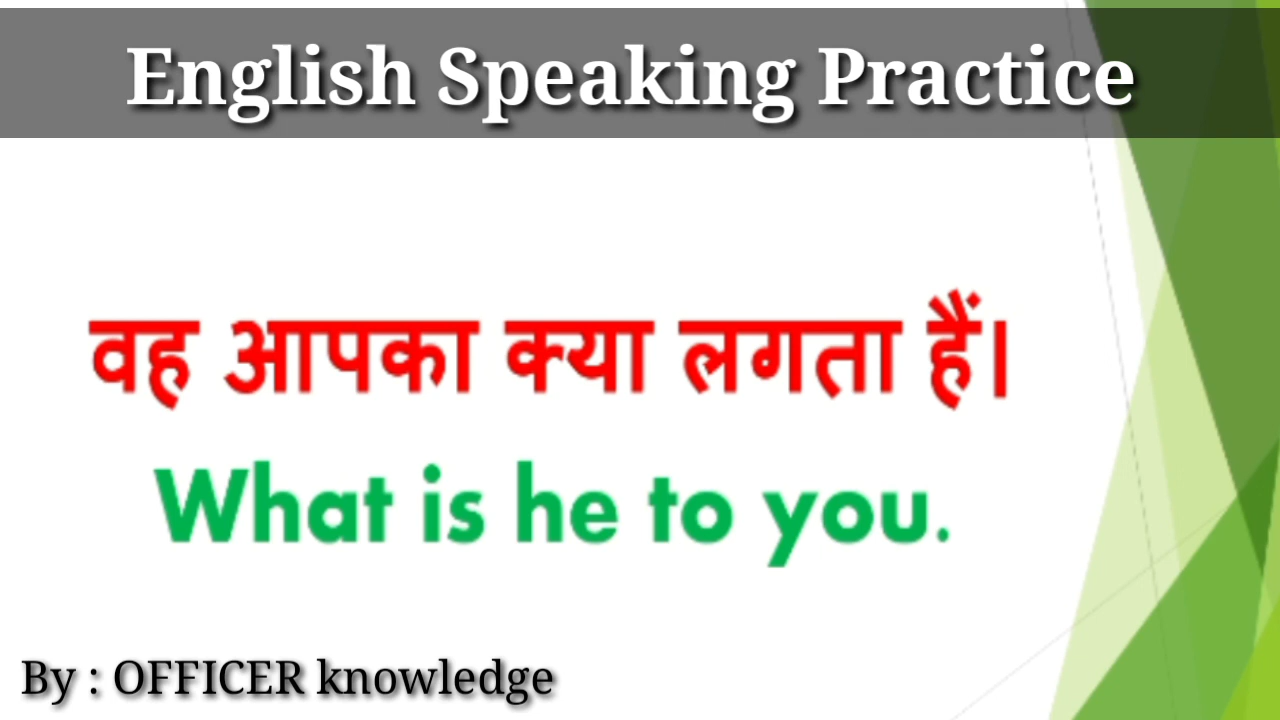 English Speaking Practice
वह आपका क्या लगता हैं।
What is he to you.
By : OFFICER knowledge